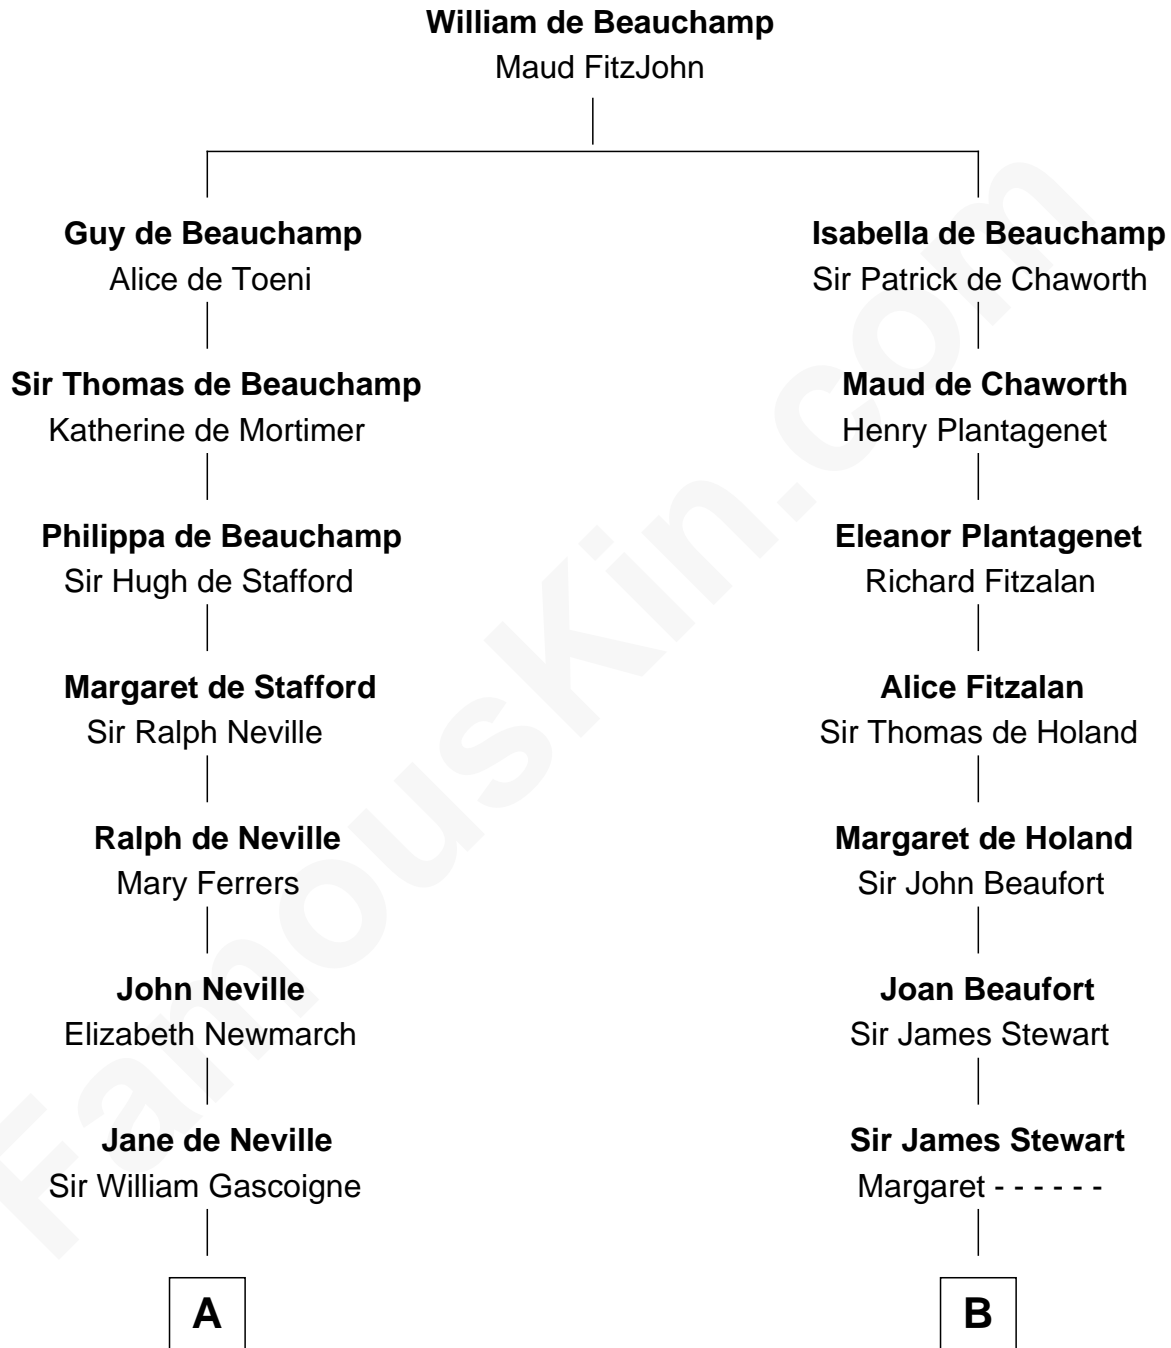 William de Beauchamp
Maud FitzJohn
Guy de Beauchamp
Alice de Toeni
Sir Thomas de Beauchamp
Katherine de Mortimer
Philippa de Beauchamp
Sir Hugh de Stafford
Margaret de Stafford
Sir Ralph Neville
Ralph de Neville
Mary Ferrers
John Neville
Elizabeth Newmarch
Jane de Neville
Sir William Gascoigne
A
Isabella de Beauchamp
Sir Patrick de Chaworth
Maud de Chaworth
Henry Plantagenet
Eleanor Plantagenet
Richard Fitzalan
Alice Fitzalan
Sir Thomas de Holand
Margaret de Holand
Sir John Beaufort
Joan Beaufort
Sir James Stewart
Sir James Stewart
Margaret - - - - - -
B
FamousKin.com